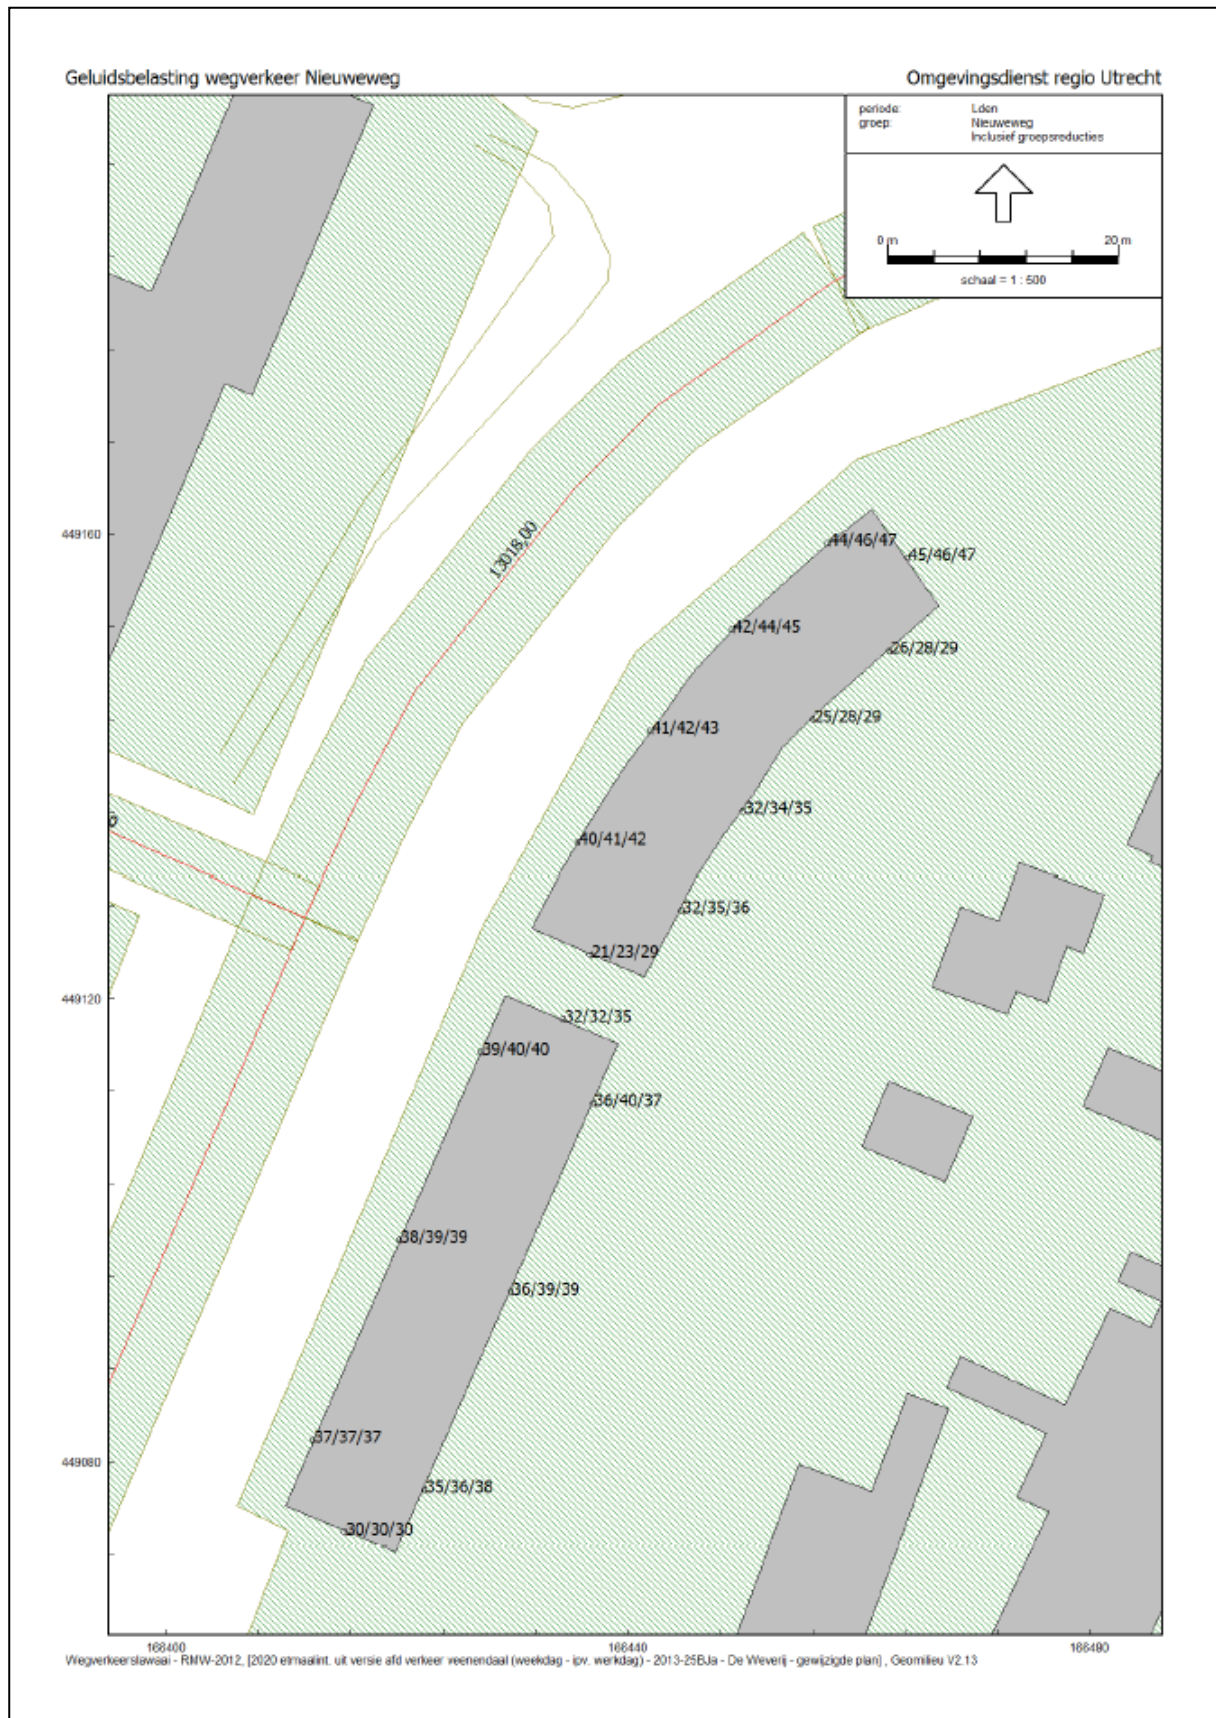 Geluidsbelasting wegverkeer Nieuweweg
Omgevingsdienst regio Utrecht
periode: Lden
groep: Nieuweweg
Inclusief groepsreducties
0 m 20 m
schaal = 1 : 500
449160
13018,00
44/46/47
45/46/47
42/44/45
26/28/29
25/28/29
41/42/43
32/34/35
0
40/41/42
32/35/36
21/23/29
449120
32/32/35
39/40/40
36/40/37
38/39/39
36/39/39
37/37/37
449080
35/36/38
30/30/30
168400 168440 168480
Wegverkeerslawaai - RMW-2012, [2020 etmaalint. uit versie afd verkeer veenendaal (weekdag - ipv. werkdag) - 2013-25BJa - De Weverij - gewijzigde plan] , Geomilieu V2.13